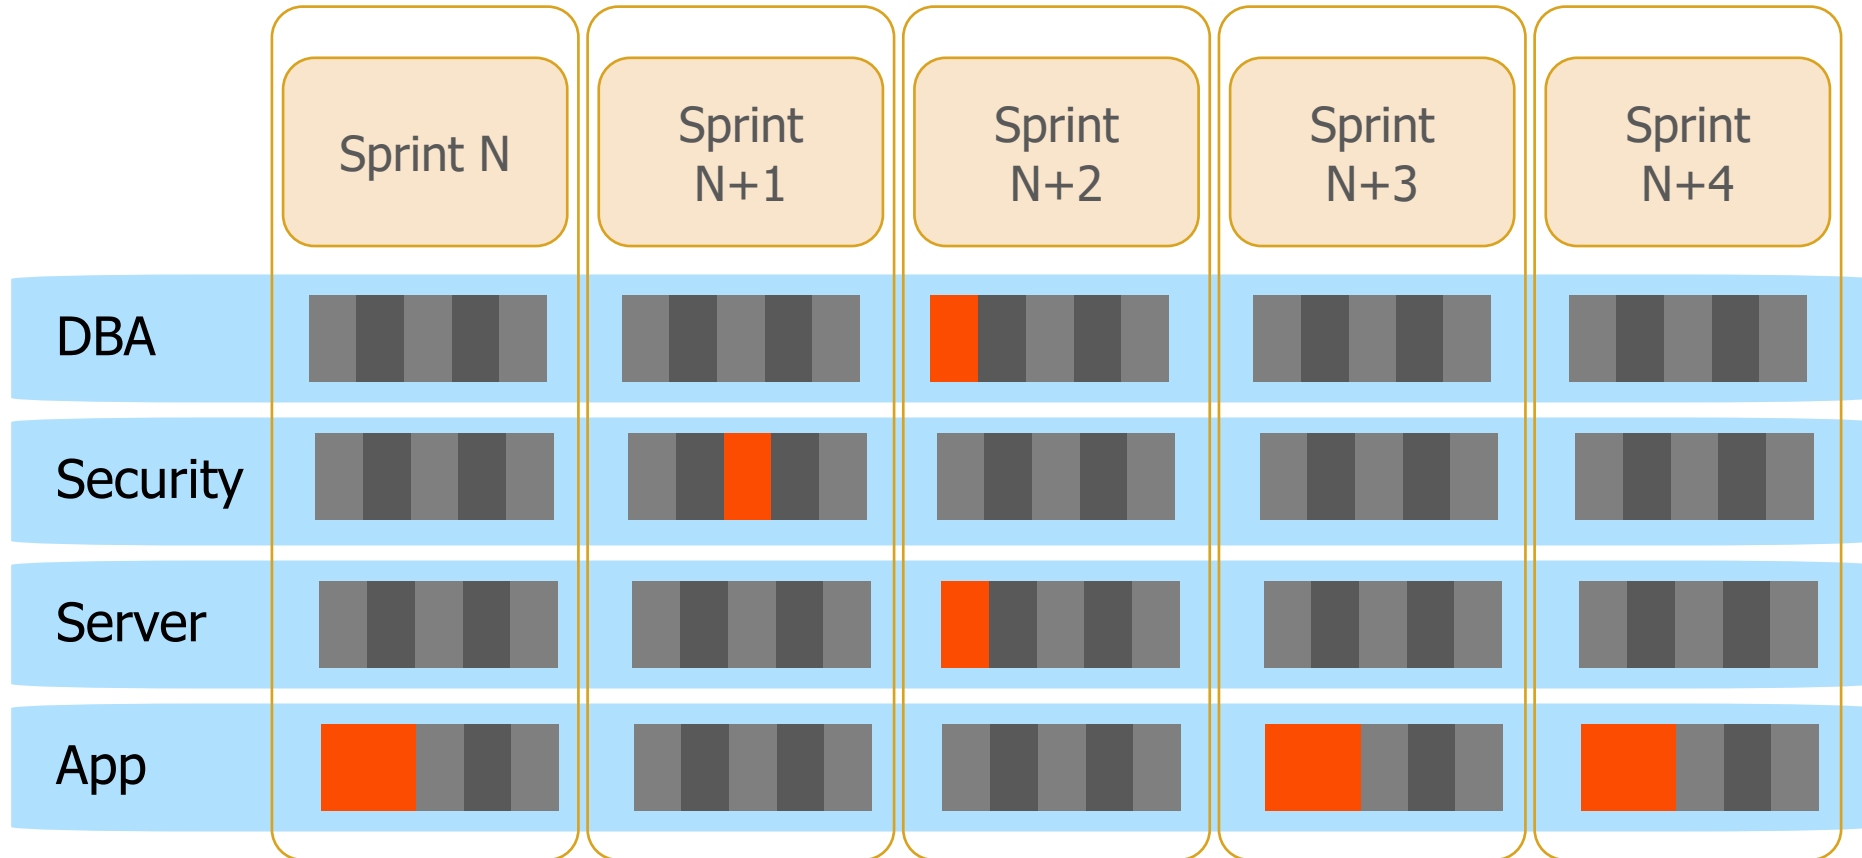 Sprint N
Sprint
N+1
Sprint
N+2
Sprint
N+3
Sprint
N+4
DBA
Security
Server
App